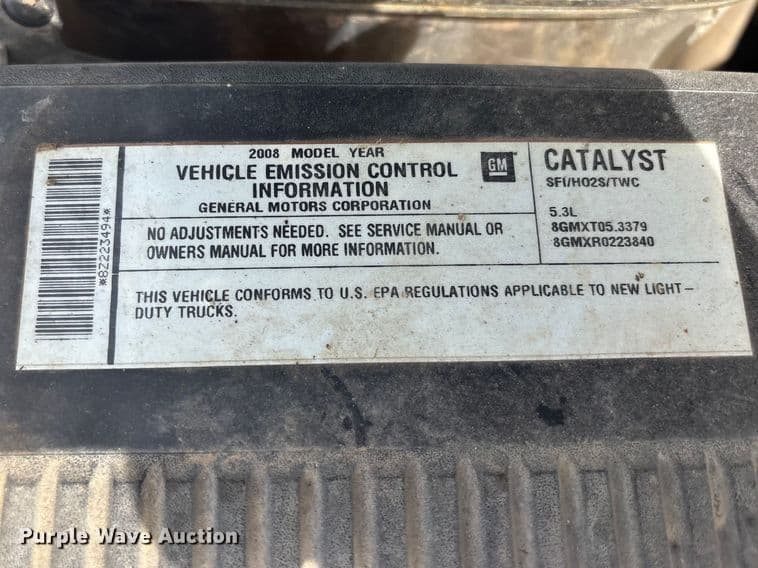 2008 MODEL YEAR
VEHICLE EMISSION CONTROL
INFORMATION
GENERAL MOTORS CORPORATION
GM
NO ADJUSTMENTS NEEDED. SEE SERVICE MANUAL OR
OWNERS MANUAL FOR MORE INFORMATION.
CATALYST
SFI/HO2S/TWC
5.3L
8GMXT05.3379
8GMXR0223840
THIS VEHICLE CONFORMS TO U.S. EPA REGULATIONS APPLICABLE TO NEW LIGHT-
DUTY TRUCKS.
*8Z223494*
Purple Wave Auction